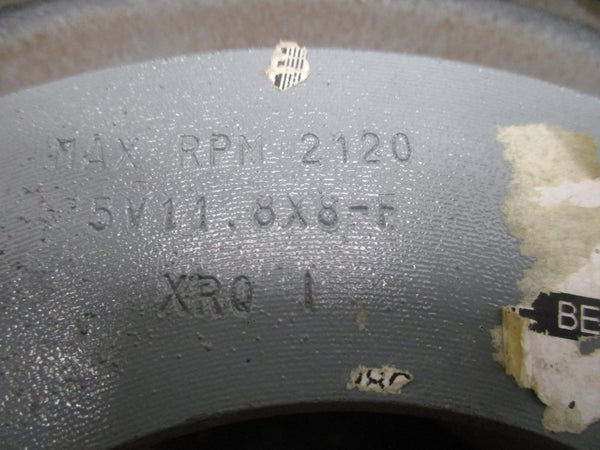 MAX RPM 2120
5V11.8X8-F
XRQ 1
BE